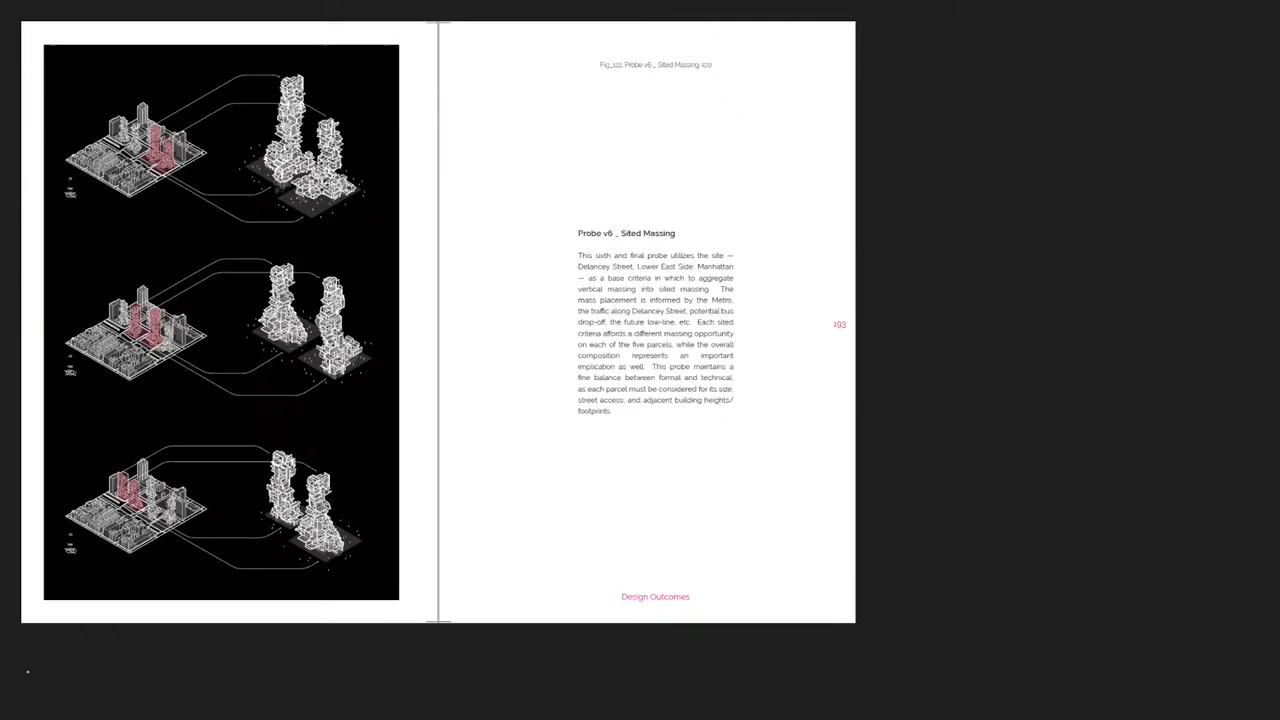 Fig_122. Probe v6 _ Sited Massing (01)
Probe v6 _ Sited Massing
This sixth and final probe utilizes the site —
Delancey Street, Lower East Side, Manhattan
— as a base criteria in which to aggregate
vertical massing into sited massing. The
mass placement is informed by the Metro,
the traffic along Delancey Street, potential bus
drop-off, the future low-line, etc. Each sited
criteria affords a different massing opportunity
on each of the five parcels, while the overall
composition represents an important
implication as well. This probe maintains a
fine balance between formal and technical,
as each parcel must be considered for its size,
street access, and adjacent building heights/
footprints.
193
Design Outcomes